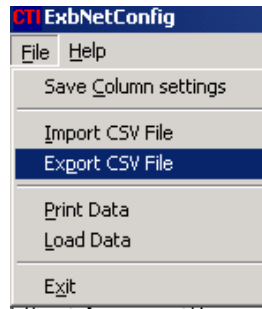 CTI ExbNetConfig
File Help
Save Column settings
Import CSV File
Export CSV File
Print Data
Load Data
Exit